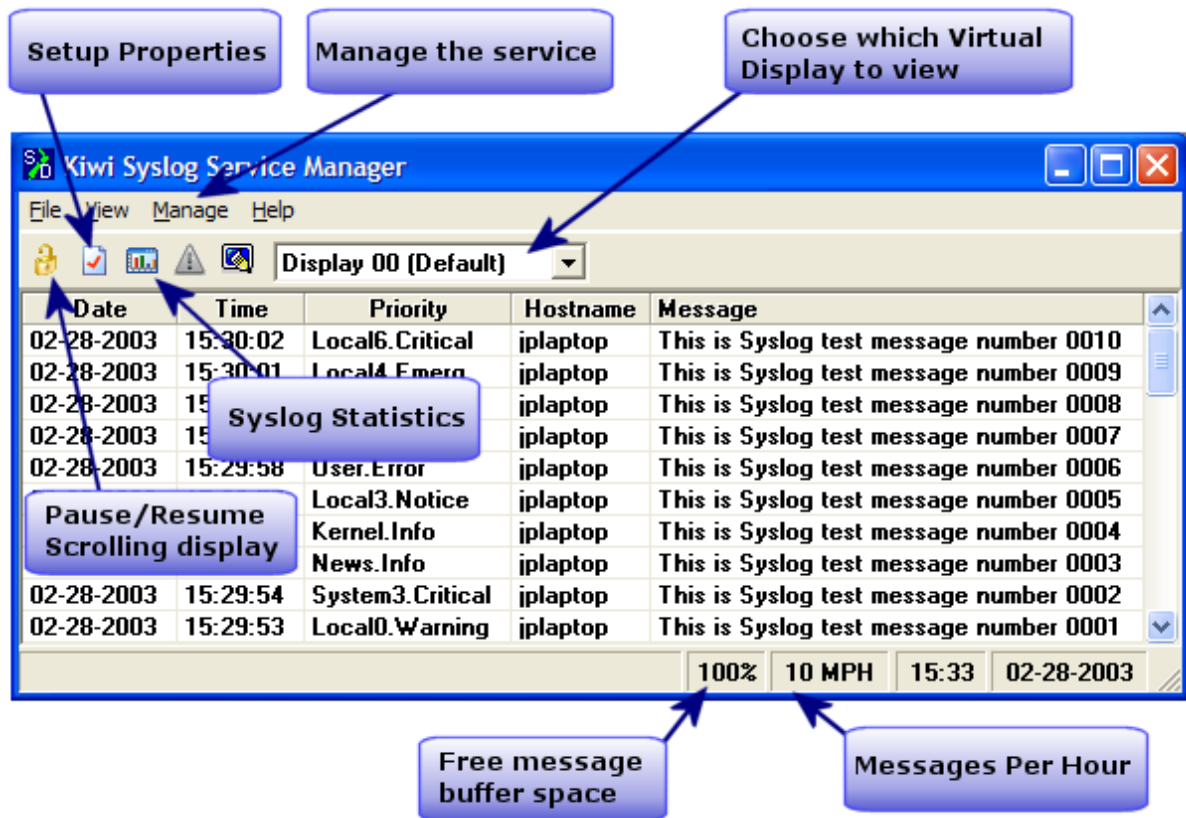 Setup Properties
Manage the service
Choose which Virtual
Display to view
Kiwi Syslog Service Manager
File View Manage Help
Display 00 (Default)
Date Time Priority Hostname Message
02-28-2003 15:30:02 Local6.Critical jplaptop This is Syslog test message number 0010
02-28-2003 15:30:01 Local4.Emerg jplaptop This is Syslog test message number 0009
02-28-2003 15 jplaptop This is Syslog test message number 0008
02-28-2003 15 jplaptop This is Syslog test message number 0007
02-28-2003 15:29:58 User.Error jplaptop This is Syslog test message number 0006
Local3.Notice jplaptop This is Syslog test message number 0005
Kernel.Info jplaptop This is Syslog test message number 0004
News.Info jplaptop This is Syslog test message number 0003
02-28-2003 15:29:54 System3.Critical jplaptop This is Syslog test message number 0002
02-28-2003 15:29:53 Local0.Warning jplaptop This is Syslog test message number 0001
Syslog Statistics
Pause/Resume
Scrolling display
100% 10 MPH 15:33 02-28-2003
Free message
buffer space
Messages Per Hour